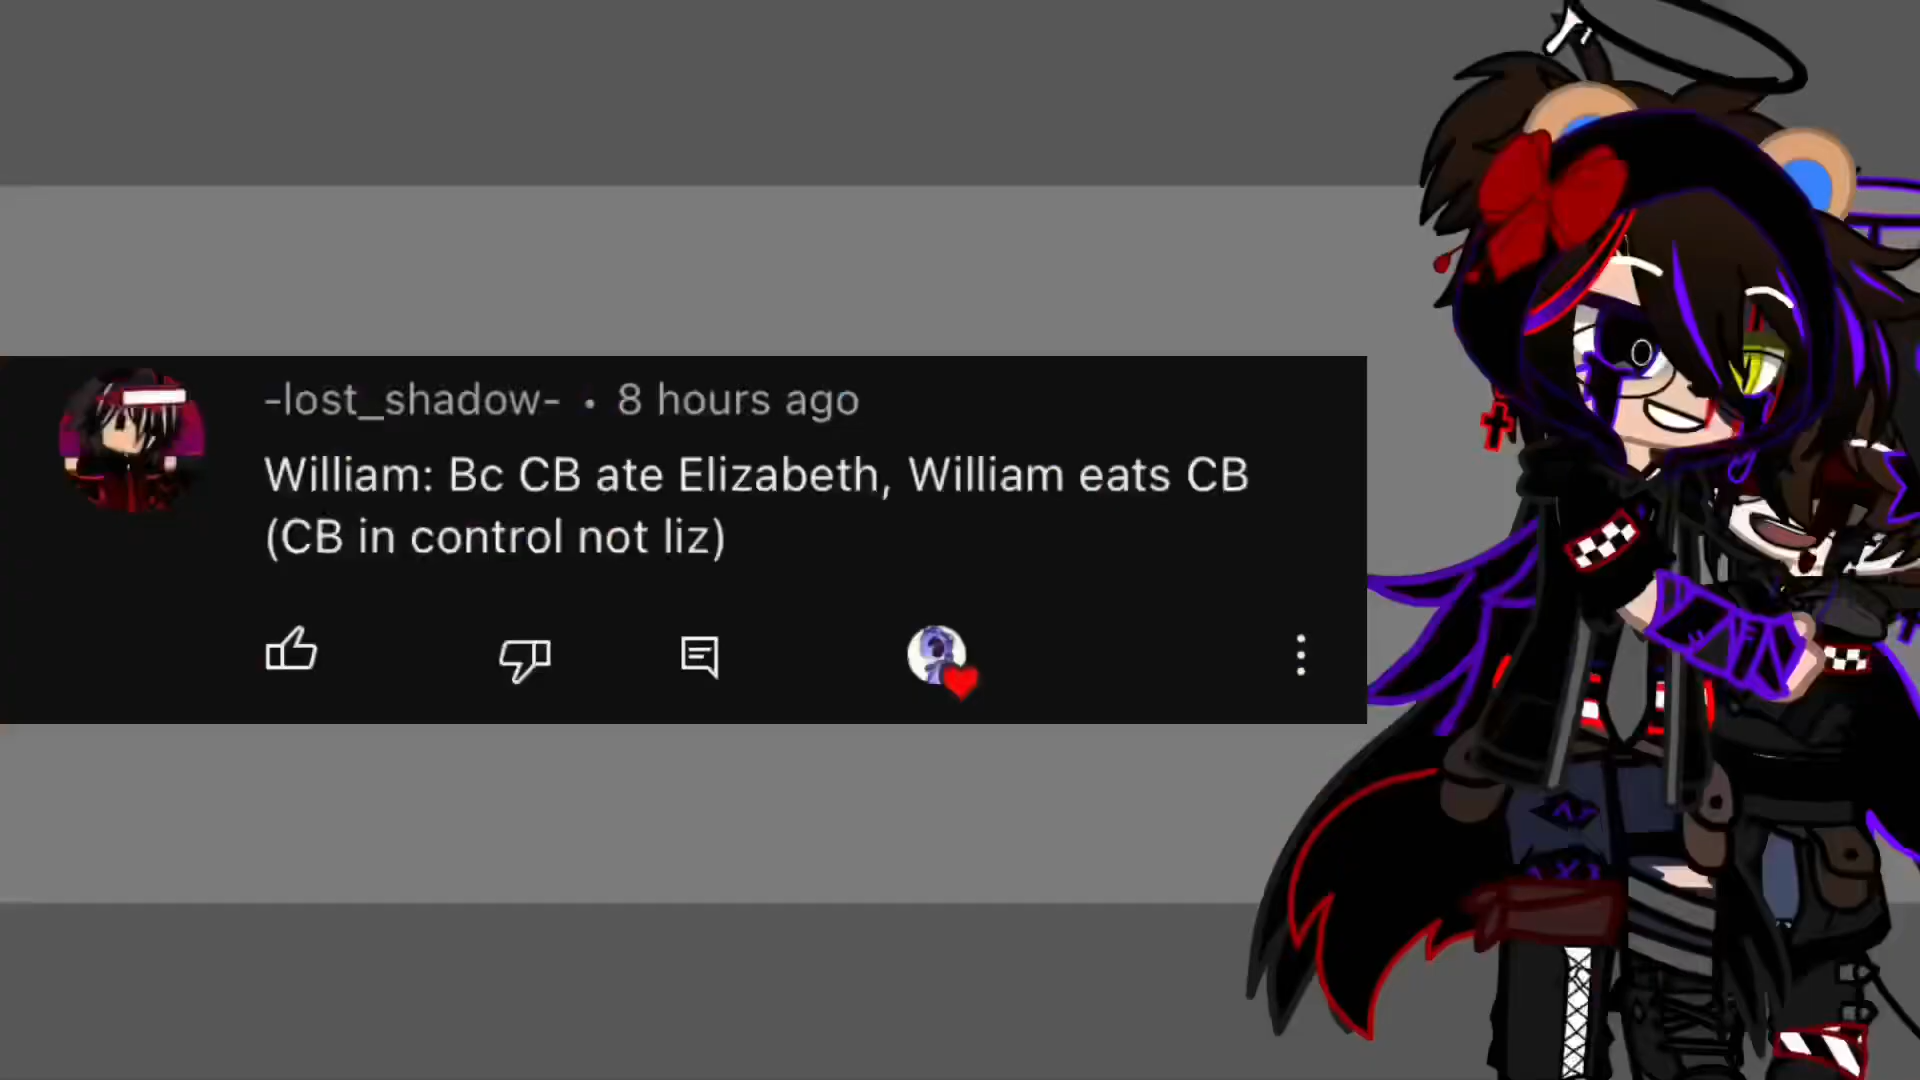 -lost_shadow- • 8 hours ago
William: Bc CB ate Elizabeth, William eats CB
(CB in control not liz)